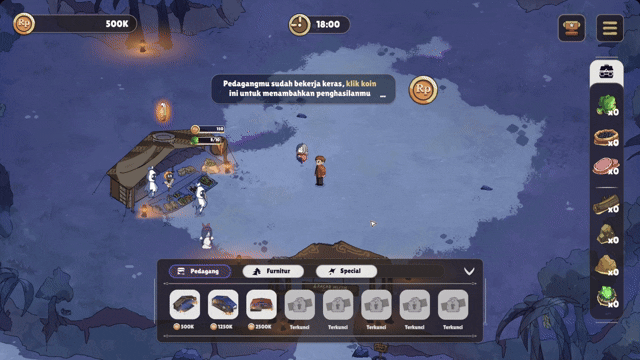 Rp
500K
18:00
Pedagangmu sudah bekerja keras, klik koin
ini untuk menambahkan penghasilanmu ...
Rp
x0
x0
x0
x0
x0
x0
x0
Pedagang
Furnitur
Special
500K
1250K
2500K
Terkunci
Terkunci
Terkunci
Terkunci
Terkunci